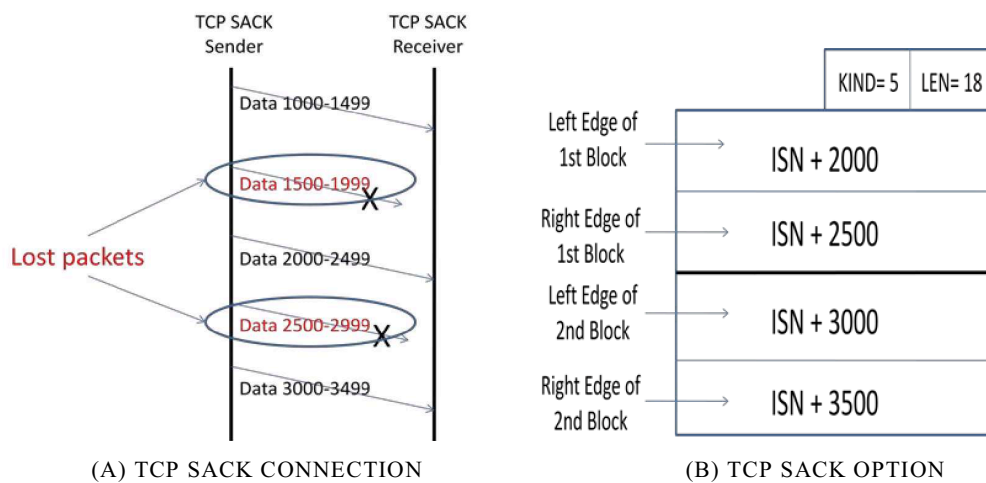 TCP SACK
Sender
TCP SACK
Receiver
Data 1000-1499
Data 1500-1999
X
Lost packets
Data 2000-2499
Data 2500-2999
X
Data 3000-3499
(A) TCP SACK CONNECTION
KIND= 5
LEN= 18
Left Edge of
1st Block
ISN + 2000
Right Edge of
1st Block
ISN + 2500
Left Edge of
2nd Block
ISN + 3000
Right Edge of
2nd Block
ISN + 3500
(B) TCP SACK OPTION